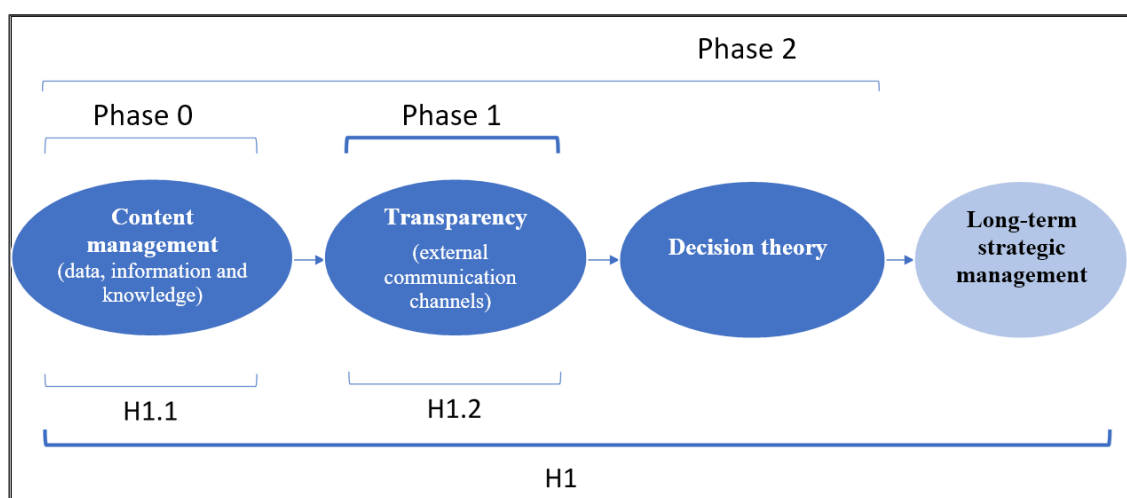 Phase 2
Phase 0
Phase 1
Content
management
(data, information and
knowledge)
Transparency
(external
communication
channels)
Decision theory
Long-term
strategic
management
H1.1
H1.2
H1